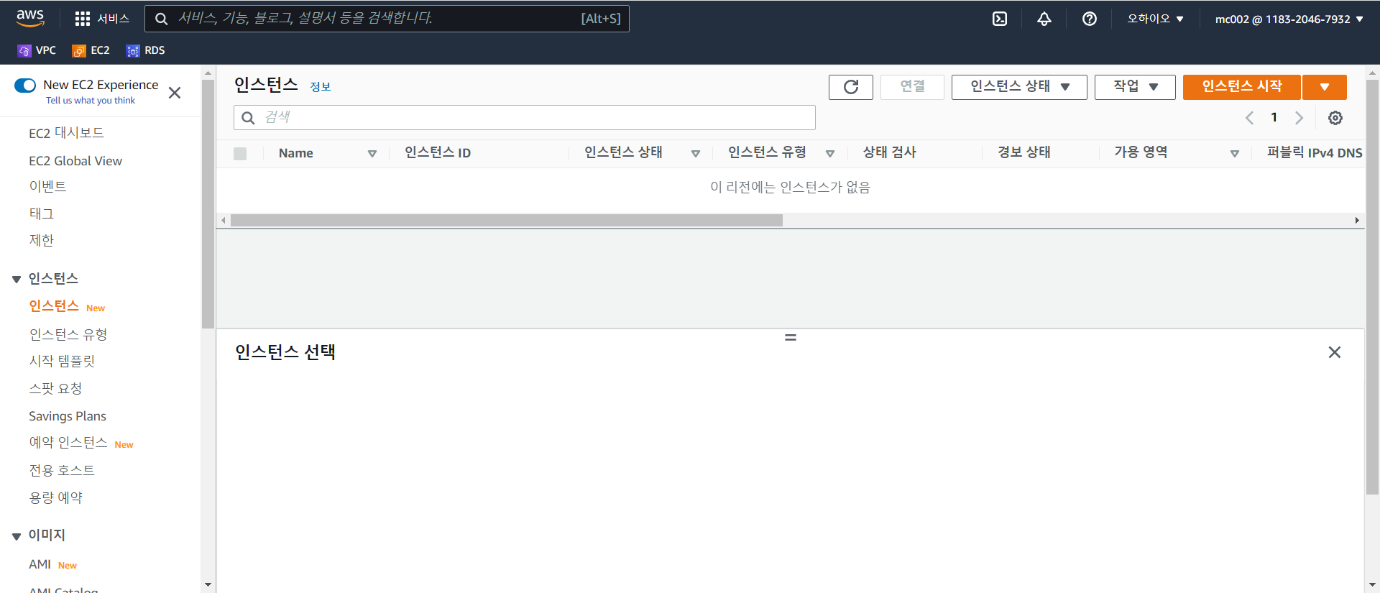 aws
서비스
서비스, 기능, 블로그, 설명서 등을 검색합니다.
[Alt+S]
오하이오 ▼
mc002 @ 1183-2046-7932 ▼
VPC
EC2
RDS
New EC2 Experience
Tell us what you think
EC2 대시보드
EC2 Global View
이벤트
태그
제한
인스턴스
인스턴스 New
인스턴스 유형
시작 템플릿
스팟 요청
Savings Plans
예약 인스턴스 New
전용 호스트
용량 예약
이미지
AMI New
AMI Catalog
인스턴스 정보
연결
인스턴스 상태 ▼
작업 ▼
인스턴스 시작 ▼
검색
1
Name
인스턴스 ID
인스턴스 상태
인스턴스 유형
상태 검사
경보 상태
가용 영역
퍼블릭 IPv4 DNS
이 리전에는 인스턴스가 없음
인스턴스 선택